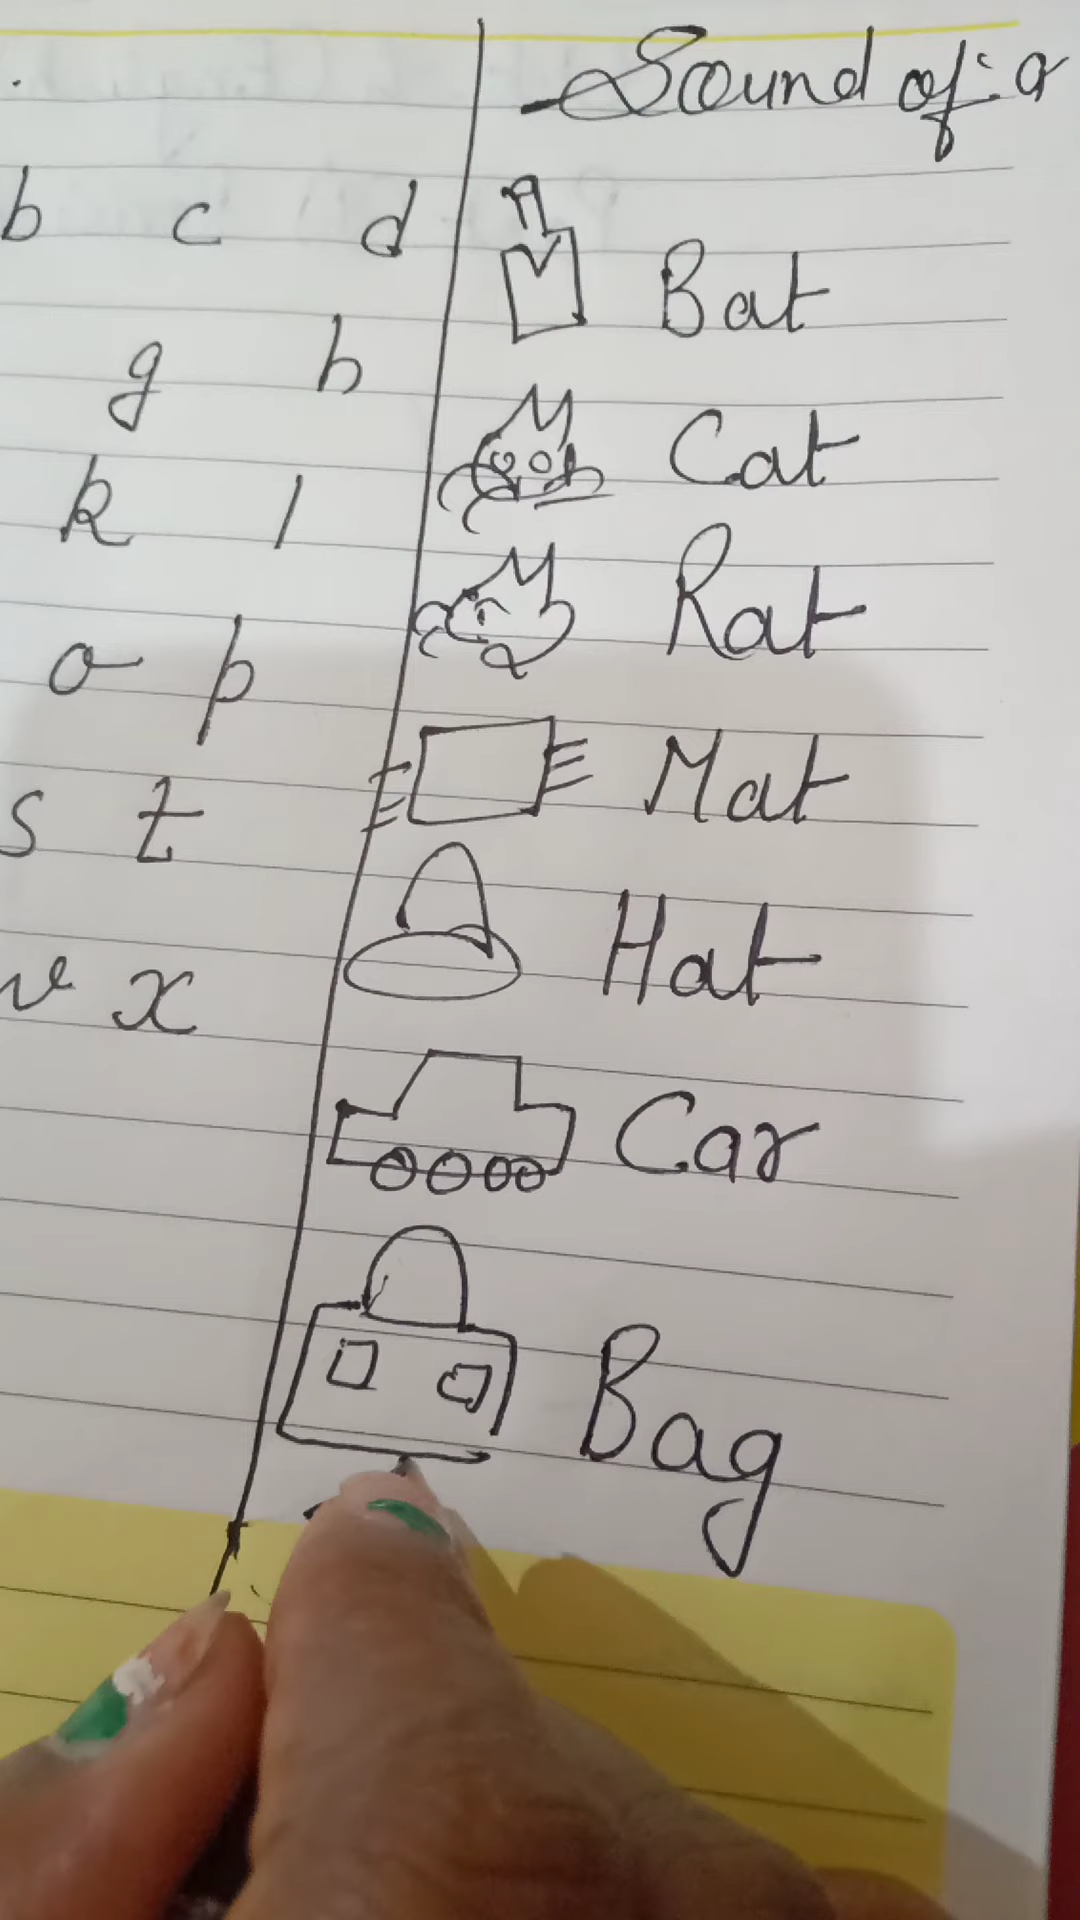 Sound of :- a
b c d
g h
k l
o p
s t
w x
Bat
Cat
Rat
Mat
Hat
Car
Bag